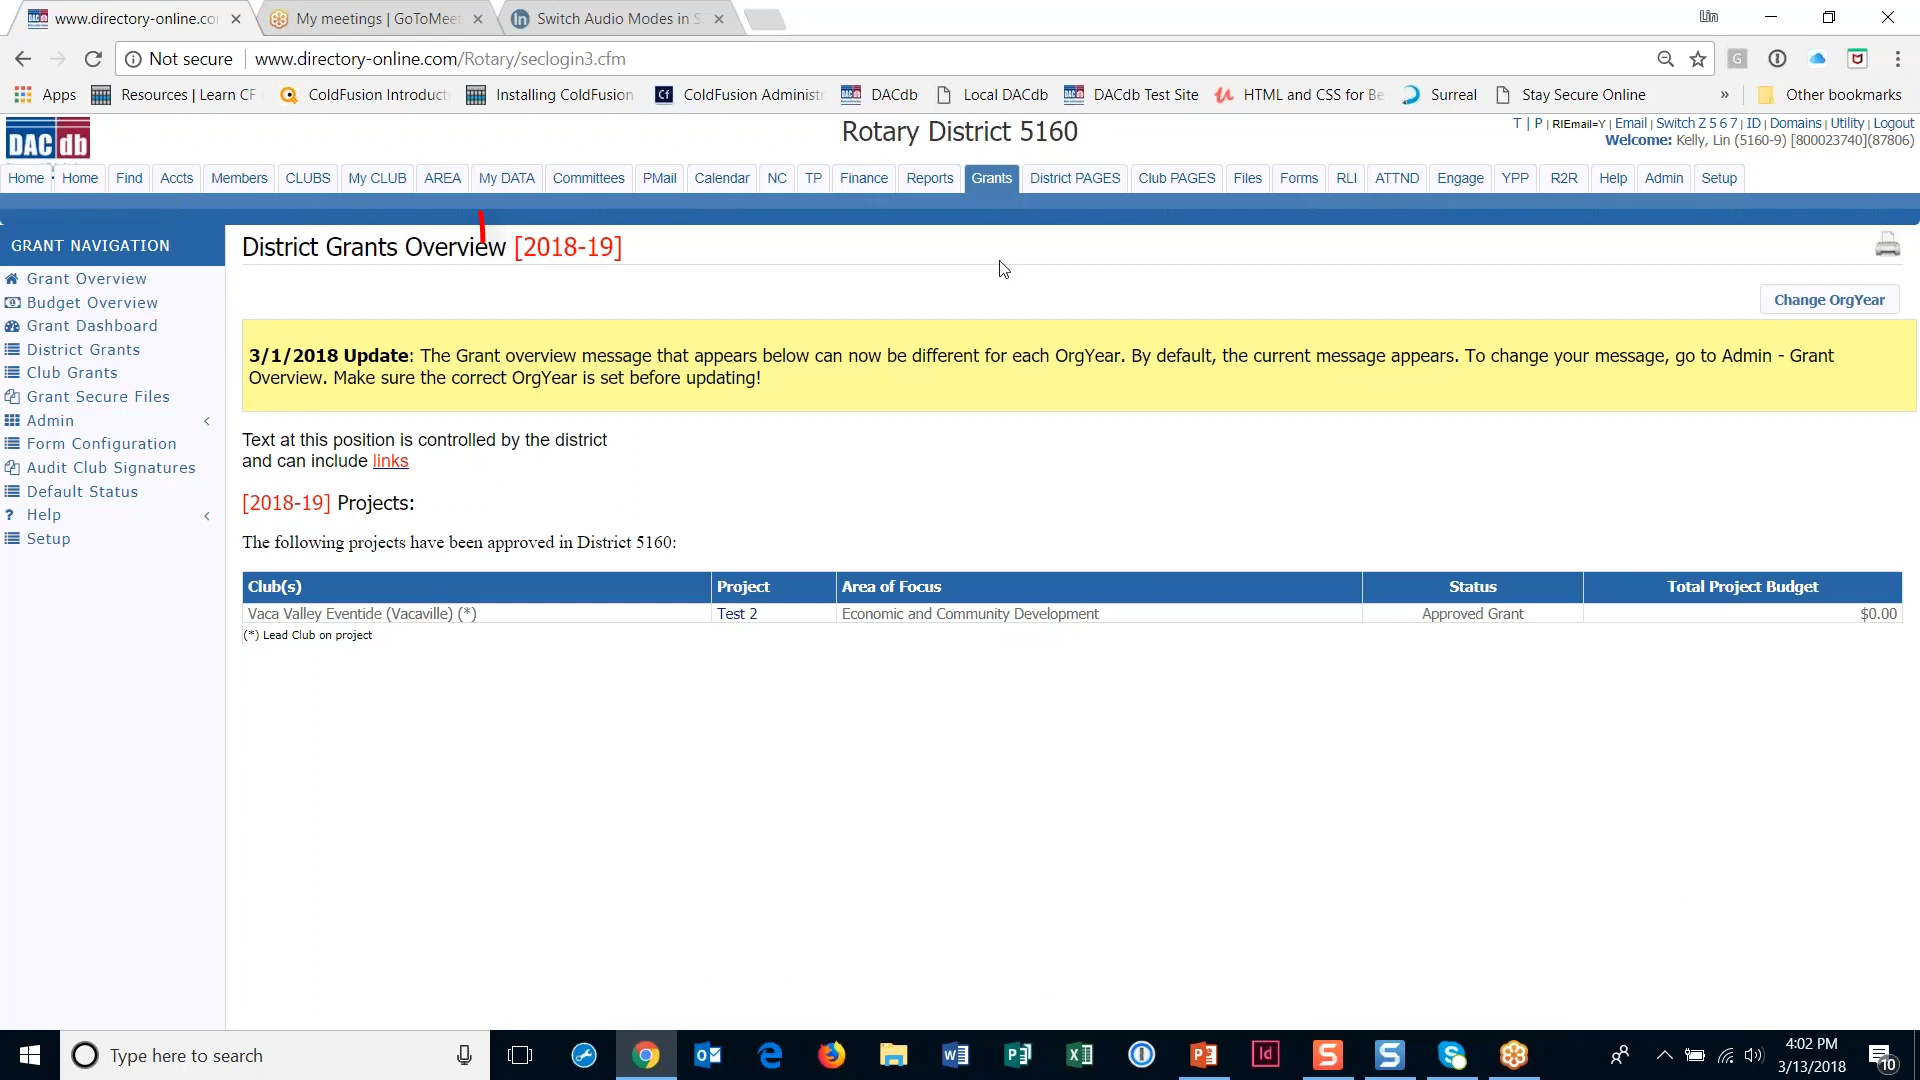 www.directory-online.co
My meetings | GoToMee
Switch Audio Modes in S
Lin
Not secure
www.directory-online.com/Rotary/seclogin3.cfm
Apps
Resources | Learn CF
ColdFusion Introduct
Installing ColdFusion
Cf
ColdFusion Administr
DACdb
Local DACdb
DACdb Test Site
HTML and CSS for Be
Surreal
Stay Secure Online
»
Other bookmarks
DACdb
Rotary District 5160
T | P | RIEmail=Y | Email | Switch Z 5 6 7 | ID | Domains | Utility | Logout
Welcome: Kelly, Lin (5160-9) [800023740](87806)
Home Home Find Accts Members CLUBS My CLUB AREA My DATA Committees PMail Calendar NC TP Finance Reports Grants District PAGES Club PAGES Files Forms RLI ATTND Engage YPP R2R Help Admin Setup
GRANT NAVIGATION
Grant Overview
Budget Overview
Grant Dashboard
District Grants
Club Grants
Grant Secure Files
Admin
Form Configuration
Audit Club Signatures
Default Status
? Help
Setup
District Grants Overview [2018-19]
Change OrgYear
3/1/2018 Update: The Grant overview message that appears below can now be different for each OrgYear. By default, the current message appears. To change your message, go to Admin - Grant
Overview. Make sure the correct OrgYear is set before updating!
Text at this position is controlled by the district
and can include links
[2018-19] Projects:
The following projects have been approved in District 5160:
Club(s) Project Area of Focus Status Total Project Budget
Vaca Valley Eventide (Vacaville) (*) Test 2 Economic and Community Development Approved Grant $0.00
(*) Lead Club on project
Type here to search
4:02 PM
3/13/2018
10